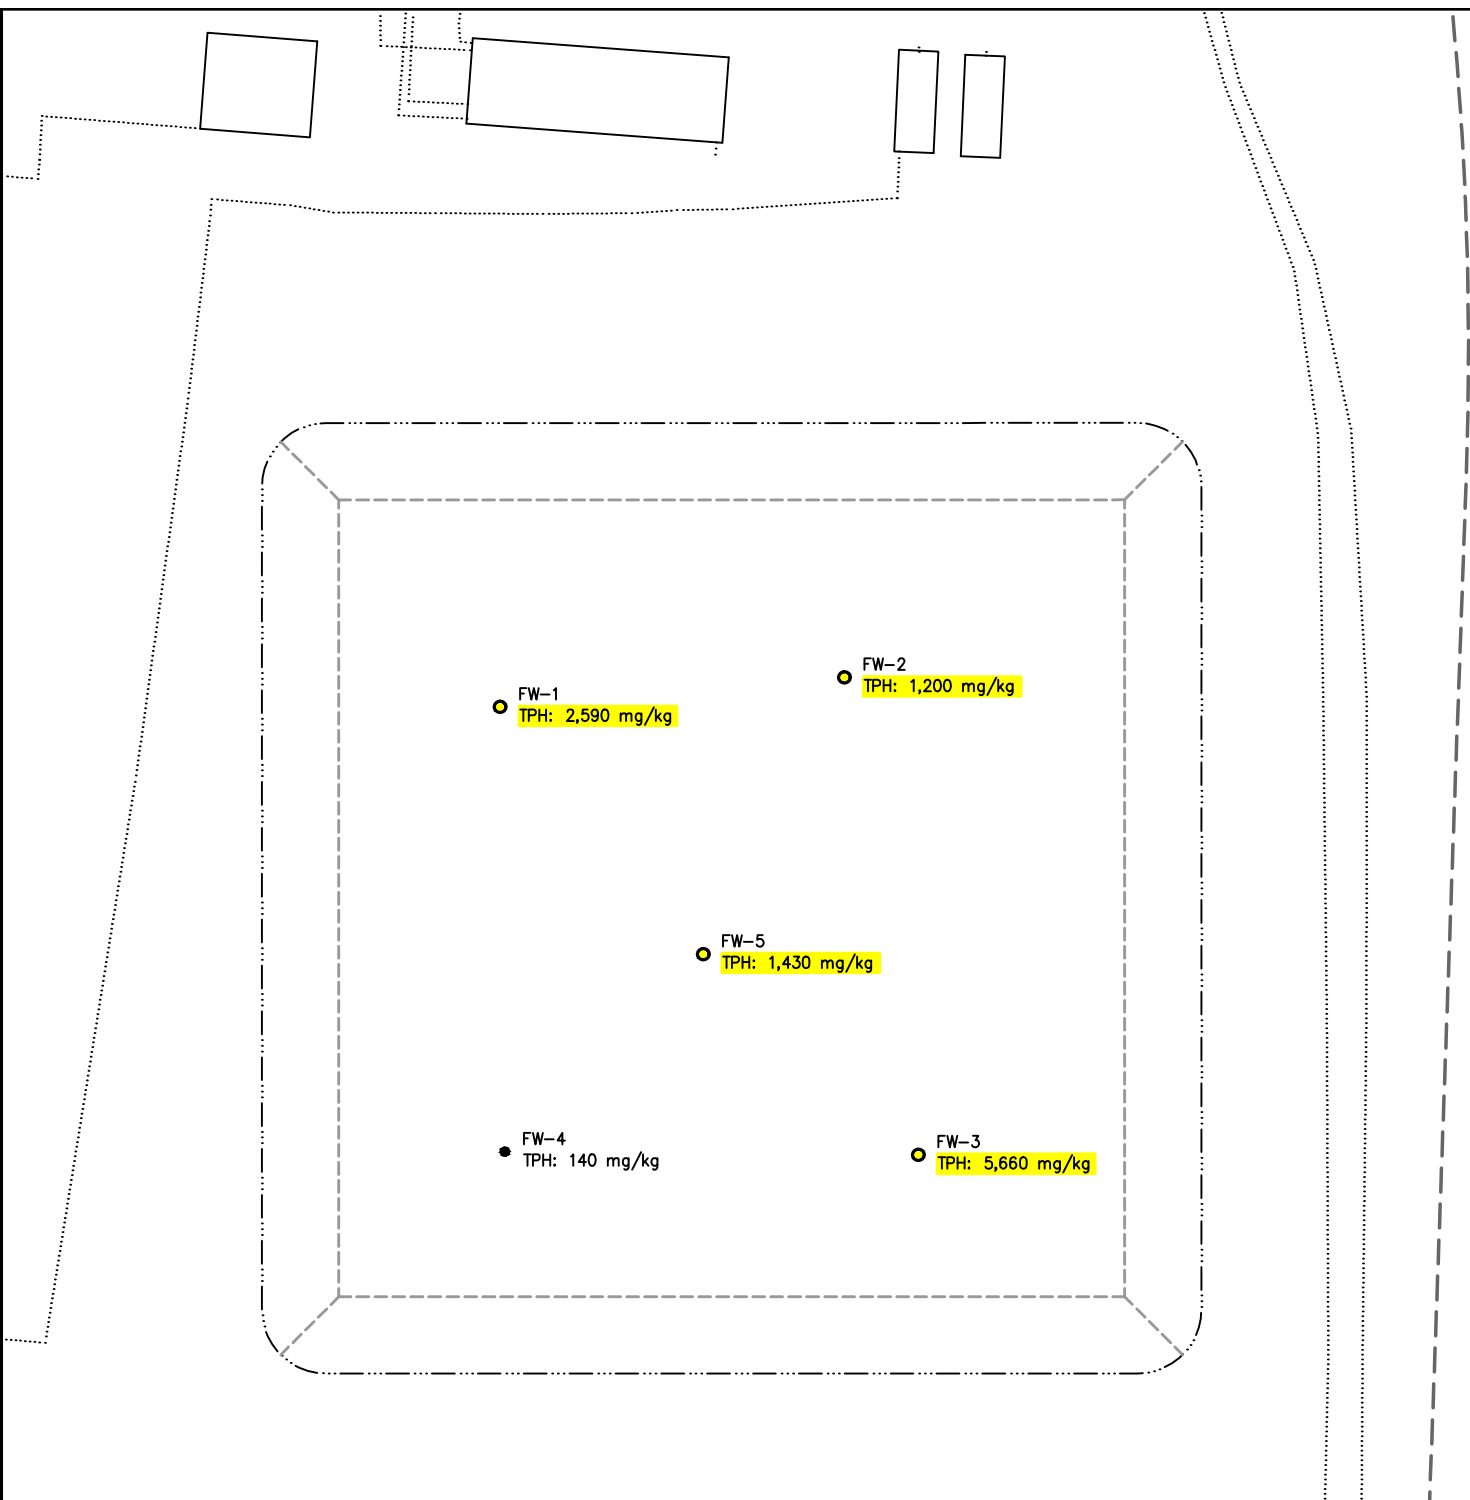 FW-2
TPH: 1,200 mg/kg
FW-1
TPH: 2,590 mg/kg
FW-5
TPH: 1,430 mg/kg
FW-4
TPH: 140 mg/kg
FW-3
TPH: 5,660 mg/kg